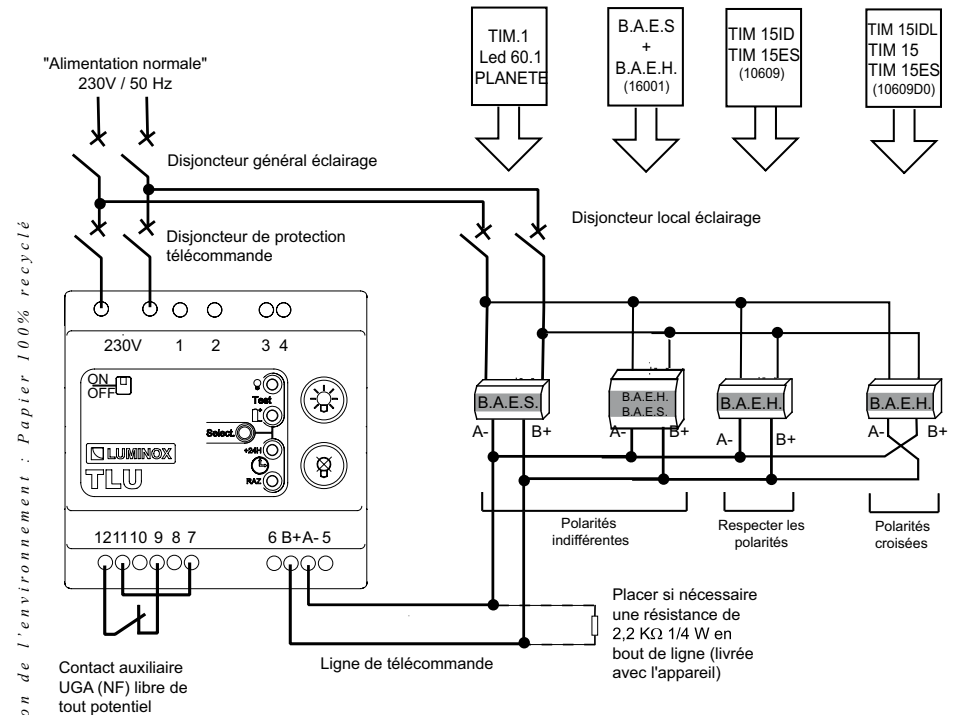 TIM.1
Led 60.1
PLANETE
B.A.E.S
+
B.A.E.H.
(16001)
TIM 15ID
TIM 15ES
(10609)
TIM 15IDL
TIM 15
TIM 15ES
(10609D0)
"Alimentation normale"
230V / 50 Hz
Disjoncteur général éclairage
Disjoncteur local éclairage
Disjoncteur de protection
télécommande
230V 1 2 3 4
ON
OFF
Test
Select.
+24H
RAZ
LUMINOX
TLU
B.A.E.S.
B.A.E.H.
B.A.E.S.
B.A.E.H.
B.A.E.H.
A- B+
A- B+
A- B+
A- B+
Polarités
indifférentes
Respecter les
polarités
Polarités
croisées
12 11 10 9 8 7 6 B+ A- 5
Placer si nécessaire
une résistance de
2,2 KΩ 1/4 W en
bout de ligne (livrée
avec l'appareil)
Ligne de télécommande
Contact auxiliaire
UGA (NF) libre de
tout potentiel
on de l'environnement : Papier 100% recyclé